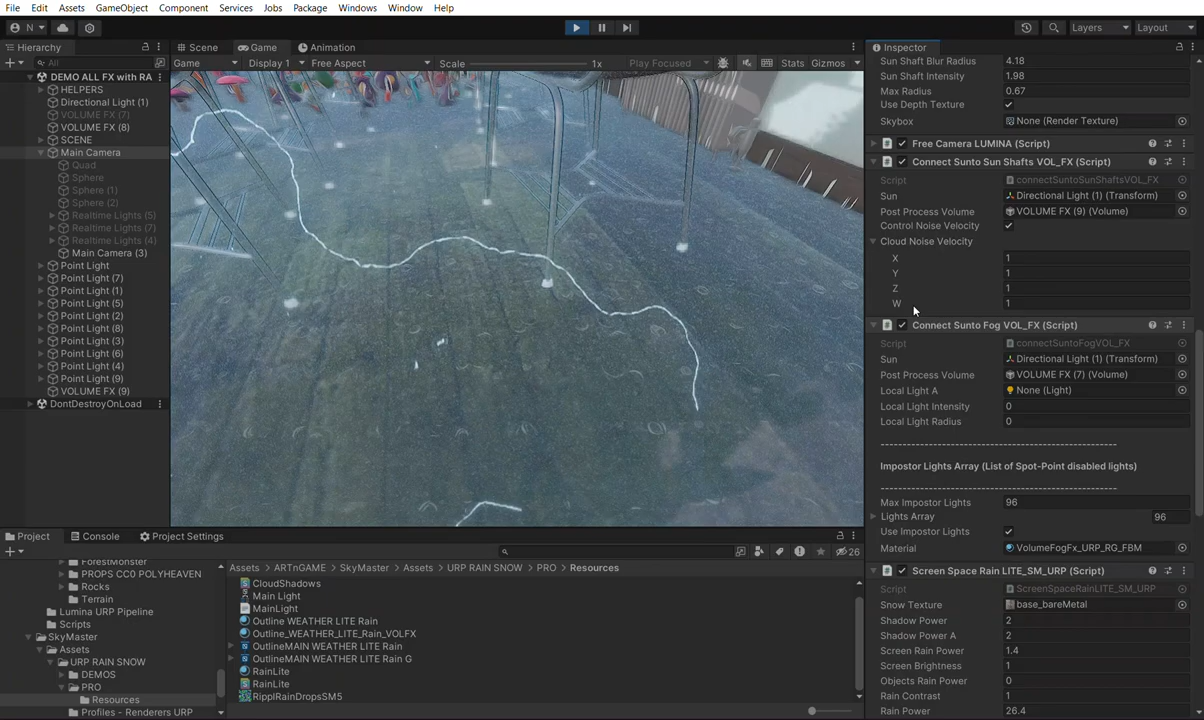 File Edit Assets GameObject Component Services Jobs Package Windows Window Help
N Layers Layout
Hierarchy
All
DEMO ALL FX with RA
HELPERS
Directional Light (1)
VOLUME FX (7)
VOLUME FX (8)
SCENE
Main Camera
Quad
Sphere
Sphere (1)
Sphere (2)
Realtime Lights (5)
Realtime Lights (7)
Realtime Lights (4)
Main Camera (3)
Point Light
Point Light (7)
Point Light (1)
Point Light (5)
Point Light (2)
Point Light (8)
Point Light (3)
Point Light (6)
Point Light (4)
Point Light (9)
VOLUME FX (9)
DontDestroyOnLoad
Scene Game Animation
Game Display 1 Free Aspect Scale 1x Play Focused Stats Gizmos
Inspector
Sun Shaft Blur Radius 4.18
Sun Shaft Intensity 1.98
Max Radius 0.67
Use Depth Texture
Skybox None (Render Texture)
Free Camera LUMINA (Script)
Connect Sunto Sun Shafts VOL_FX (Script)
Script connectSuntoSunShaftsVOL_FX
Sun Directional Light (1) (Transform)
Post Process Volume VOLUME FX (9) (Volume)
Control Noise Velocity
Cloud Noise Velocity
X 1
Y 1
Z 1
W 1
Connect Sunto Fog VOL_FX (Script)
Script connectSuntoFogVOL_FX
Sun Directional Light (1) (Transform)
Post Process Volume VOLUME FX (7) (Volume)
Local Light A None (Light)
Local Light Intensity 0
Local Light Radius 0
------------------------------------------------------
Impostor Lights Array (List of Spot-Point disabled lights)
------------------------------------------------------
Max Impostor Lights 96
Lights Array 96
Use Impostor Lights
Material VolumeFogFx_URP_RG_FBM
Screen Space Rain LITE_SM_URP (Script)
Script ScreenSpaceRainLITE_SM_URP
Snow Texture base_bareMetal
Shadow Power 2
Shadow Power A 2
Screen Rain Power 1.4
Screen Brightness 1
Objects Rain Power 0
Rain Contrast 1
Rain Power 26.4
Project Console Project Settings
26
ForestMonster
PROPS CC0 POLYHEAVEN
Rocks
Terrain
Lumina URP Pipeline
Scripts
SkyMaster
Assets
URP RAIN SNOW
DEMOS
PRO
Resources
Profiles - Renderers URP
Assets > ARTnGAME > SkyMaster > Assets > URP RAIN SNOW > PRO > Resources
CloudShadows
Main Light
MainLight
Outline WEATHER LITE Rain
Outline_WEATHER_LITE_Rain_VOLFX
OutlineMAIN WEATHER LITE Rain
OutlineMAIN WEATHER LITE Rain G
RainLite
RainLite
RipplRainDropsSM5